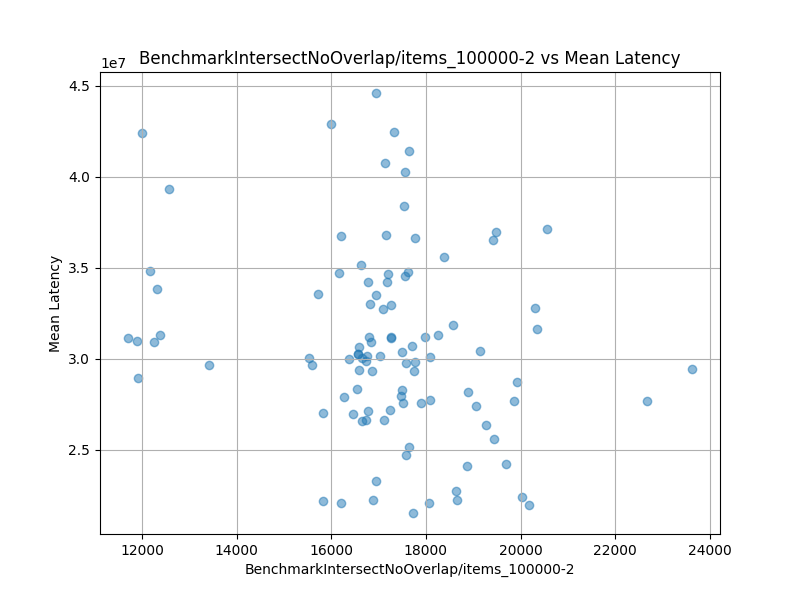 BenchmarkIntersectNoOverlap/items_100000-2 vs Mean Latency
1e7
4.5
4.0
3.5
3.0
2.5
Mean Latency
12000 14000 16000 18000 20000 22000 24000
BenchmarkIntersectNoOverlap/items_100000-2